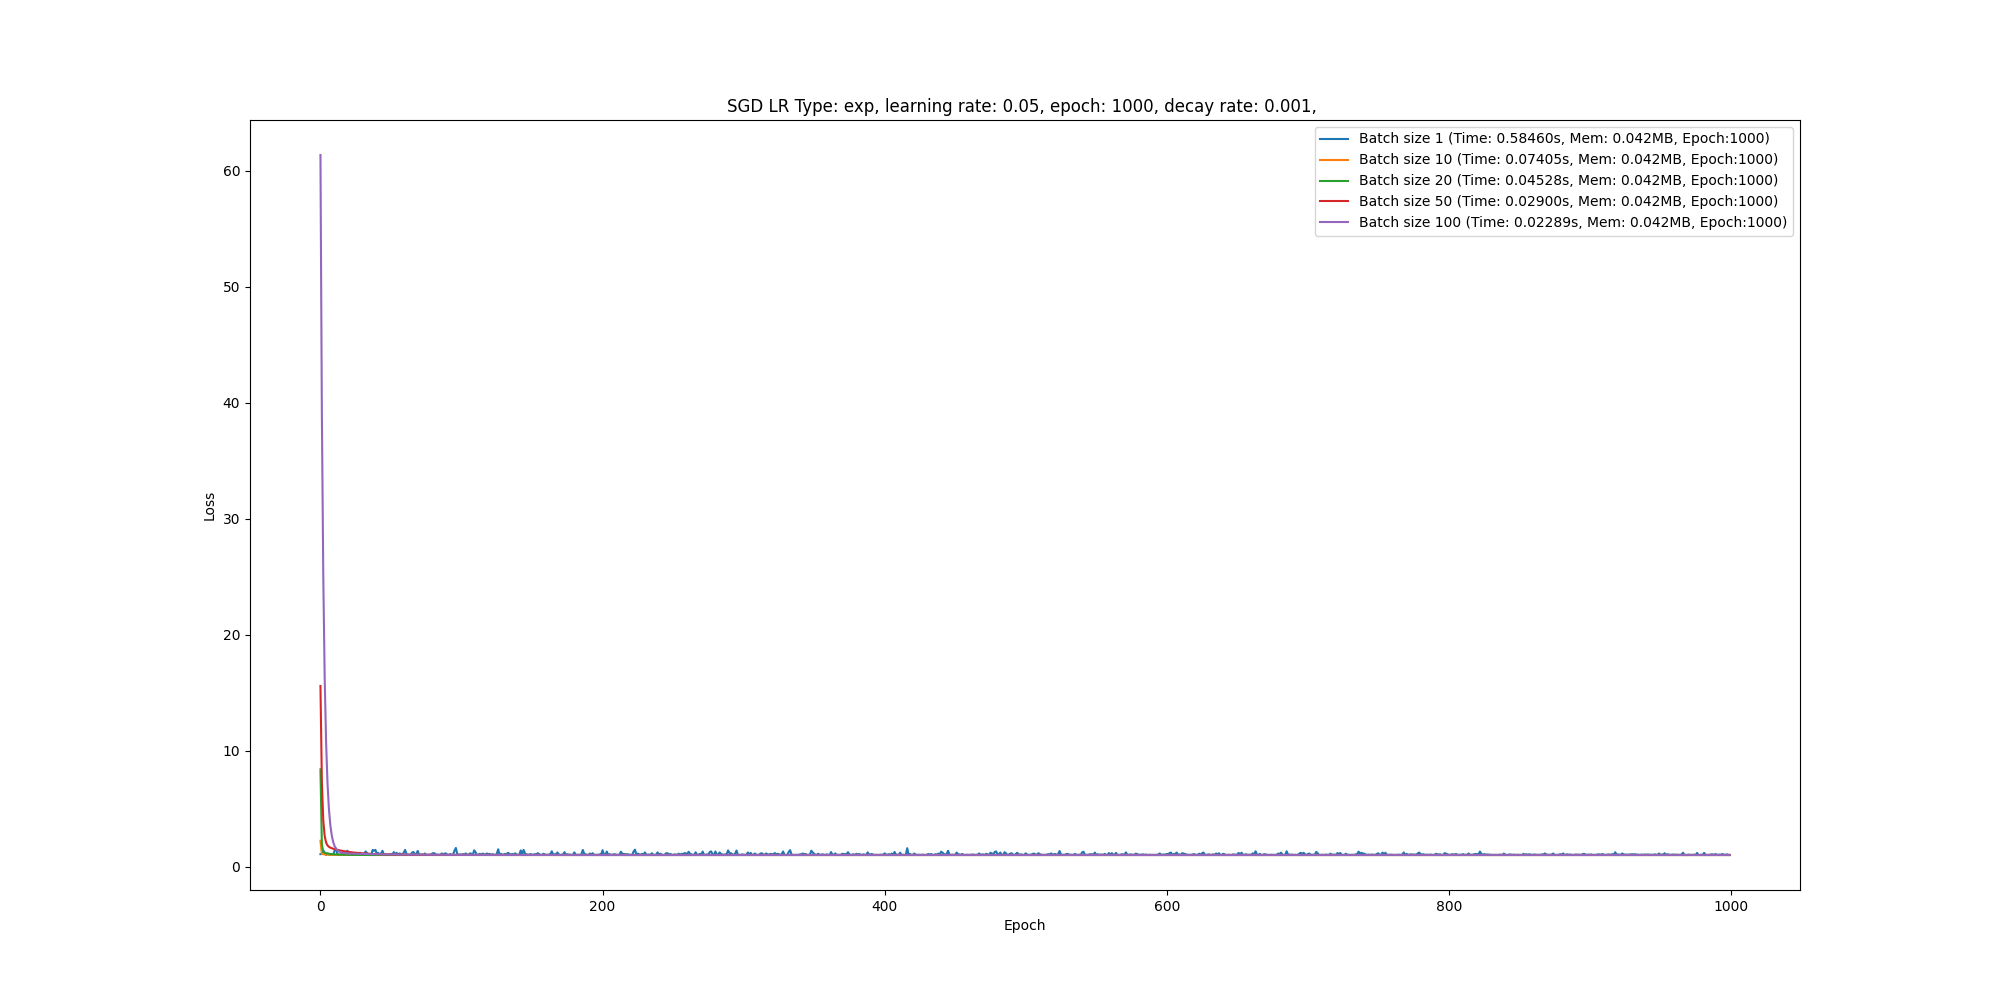 SGD LR Type: exp, learning rate: 0.05, epoch: 1000, decay rate: 0.001,
Batch size 1 (Time: 0.58460s, Mem: 0.042MB, Epoch:1000)
Batch size 10 (Time: 0.07405s, Mem: 0.042MB, Epoch:1000)
Batch size 20 (Time: 0.04528s, Mem: 0.042MB, Epoch:1000)
Batch size 50 (Time: 0.02900s, Mem: 0.042MB, Epoch:1000)
Batch size 100 (Time: 0.02289s, Mem: 0.042MB, Epoch:1000)
60
50
40
30
20
10
0
Loss
0 200 400 600 800 1000
Epoch